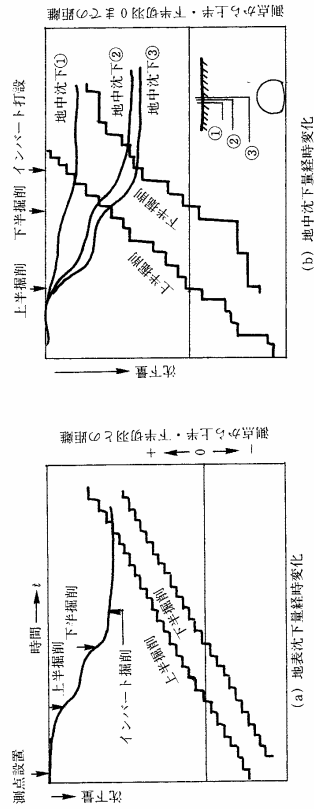 測点設置
時間 → t
上半掘削
下半掘削
インバート掘削
上半掘削
下半掘削
沈下量
測点から上半・下半切羽との距離
+
0
−
(a) 地表沈下量経時変化
上半掘削
下半掘削
インバート打設
地中沈下①
地中沈下②
地中沈下③
上半掘削
下半掘削
①
②
③
沈下量
測点から上半・下半切羽0までの距離
(b) 地中沈下量経時変化